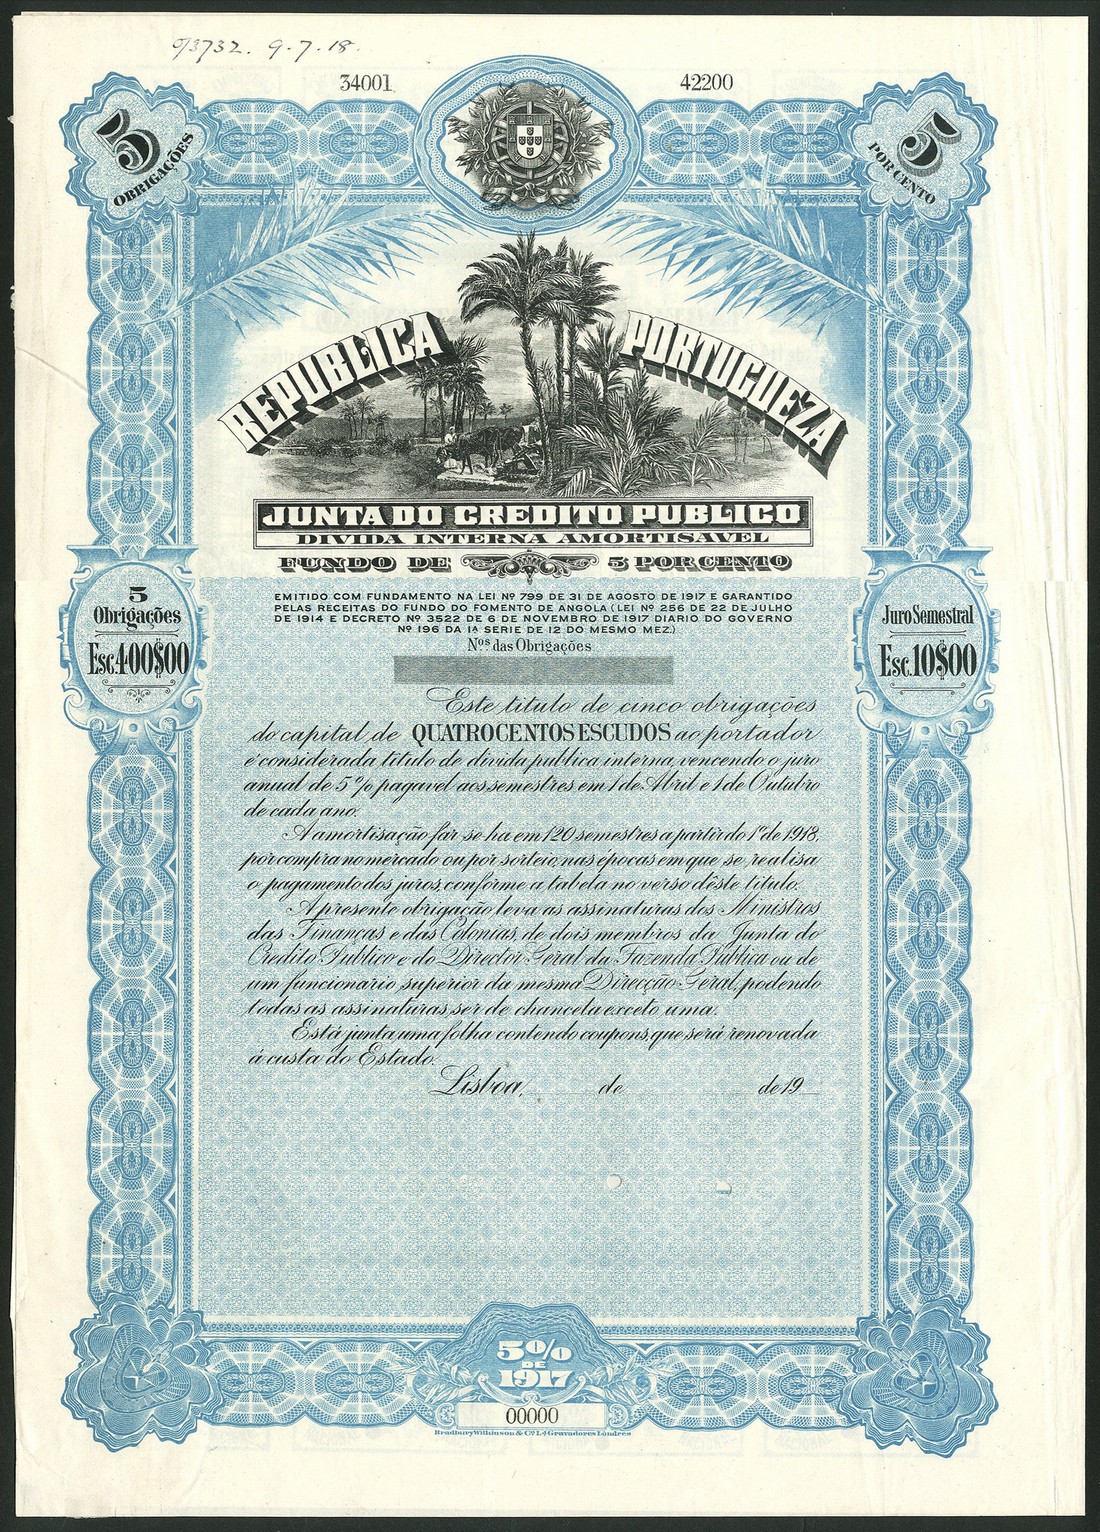 0/3732. 9.7.18.
34001 42200
5 OBRIGAÇÕES
5 POR CENTO
REPUBLICA PORTUGUEZA
JUNTA DO CREDITO PUBLICO
DIVIDA INTERNA AMORTISAVEL
FUNDO DE 5 POR CENTO
EMITIDO COM FUNDAMENTO NA LEI Nº 799 DE 31 DE AGOSTO DE 1917 E GARANTIDO
PELAS RECEITAS DO FUNDO DO FOMENTO DE ANGOLA (LEI Nº 256 DE 22 DE JULHO
DE 1914 E DECRETO Nº 3522 DE 6 DE NOVEMBRO DE 1917 DIARIO DO GOVERNO
Nº 196 DA 1ª SERIE DE 12 DO MESMO MEZ.)
5
Obrigações
Esc. 400$00
Juro Semestral
Esc. 10$00
Nos das Obrigações
Este titulo de cinco obrigações
do capital de QUATROCENTOS ESCUDOS ao portador
é considerada titulo de divida publica interna, vencendo o juro
anual de 5% pagavel aos semestres em 1 de Abril e 1 de Outubro
de cada ano.
A amortisação far-se-ha em 120 semestres a partir do 1º de 1918,
por compra no mercado ou por sorteio, nas épocas em que se realisa
o pagamento dos juros, conforme a tabela no verso dêste titulo.
A presente obrigação leva as assinaturas dos Ministros
das Finanças e das Colonias, de dois membros da Junta do
Credito Publico e do Director Geral da Fazenda Publica ou de
um funcionario superior da mesma Direcção Geral, podendo
todas as assinaturas ser de chancela exceto uma.
Está junta uma folha contendo coupons, que será renovada
á custa do Estado.
Lisboa, de de 19
5%
DE
1917
00000
Bradbury Wilkinson & Cº Ld Gravadores Londres